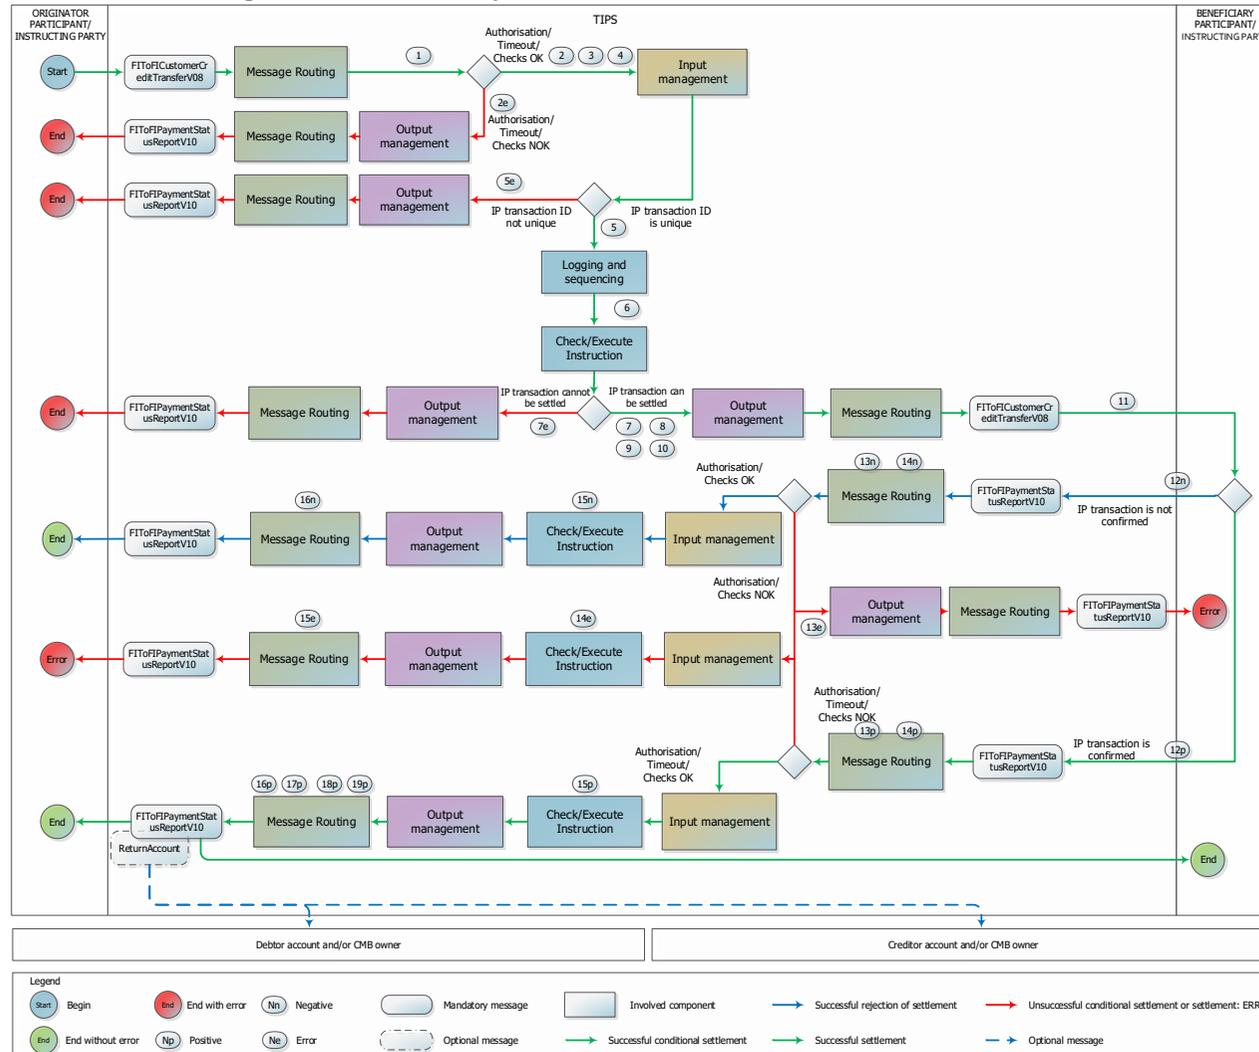 ORIGINATOR
PARTICIPANT/
INSTRUCTING PARTY
TIPS
BENEFICIARY
PARTICIPANT/
Start
FIToFICustomerCr
editTransferV08
Message Routing
1
Authorisation/
Timeout/
Checks OK
2
3
4
Input
management
2e
Authorisation/
Timeout/
Checks NOK
End
FIToFIPaymentStat
usReportV10
Message Routing
Output
management
End
FIToFIPaymentStat
usReportV10
Message Routing
Output
management
5e
IP transaction ID
not unique
IP transaction ID
is unique
5
Logging and
sequencing
6
Check/Execute
Instruction
End
FIToFIPaymentStat
usReportV10
Message Routing
Output
management
IP transaction cannot
be settled
7e
IP transaction can
be settled
7
8
9
10
Output
management
Message Routing
FIToFICustomerCr
editTransferV08
11
Authorisation/
Checks OK
13n
14n
Message Routing
FIToFIPaymentSta
tusReportV10
12n
IP transaction is not
confirmed
End
FIToFIPaymentStat
usReportV10
16n
Message Routing
Output
management
15n
Check/Execute
Instruction
Input management
Authorisation/
Checks NOK
13e
Output
management
Message Routing
FIToFIPaymentSta
tusReportV10
Error
Error
FIToFIPaymentStat
usReportV10
15e
Message Routing
Output
management
14e
Check/Execute
Instruction
Input management
Authorisation/
Timeout/
Checks NOK
13p
14p
Message Routing
FIToFIPaymentSta
tusReportV10
IP transaction is
confirmed
12p
Authorisation/
Timeout/
Checks OK
End
FIToFIPaymentStat
usReportV10
ReturnAccount
16p
17p
18p
19p
Message Routing
Output
management
15p
Check/Execute
Instruction
Input management
End
Debtor account and/or CMB owner
Creditor account and/or CMB owner
Legend
Start
Begin
End
End with error
Nn
Negative
Mandatory message
Involved component
Successful rejection of settlement
Unsuccessful conditional settlement or settlement: ERR
End
End without error
Np
Positive
Ne
Error
Optional message
Successful conditional settlement
Successful settlement
Optional message